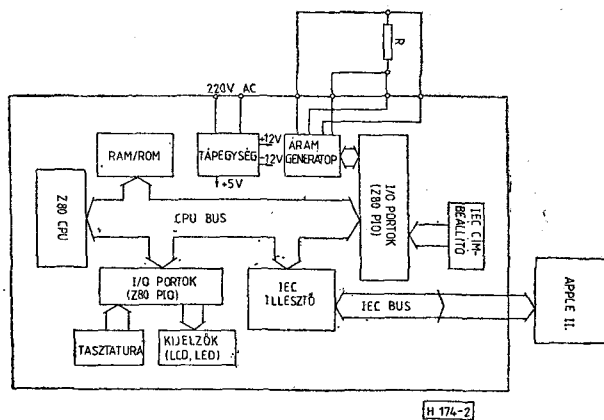 R
220V AC
RAM/ROM
TÁPEGYSÉG
+12V
-12V
+5V
ÁRAM
GENERÁTOR
Z80 CPU
CPU BUS
I/O PORTOK
(Z80 PIO)
IEC CÍM-
BEÁLLÍTÓ
I/O PORTOK
(Z80 PIO)
IEC
ILLESZTŐ
IEC BUS
APPLE II.
TASZTATURA
KIJELZŐK
(LCD, LED)
H 174-2